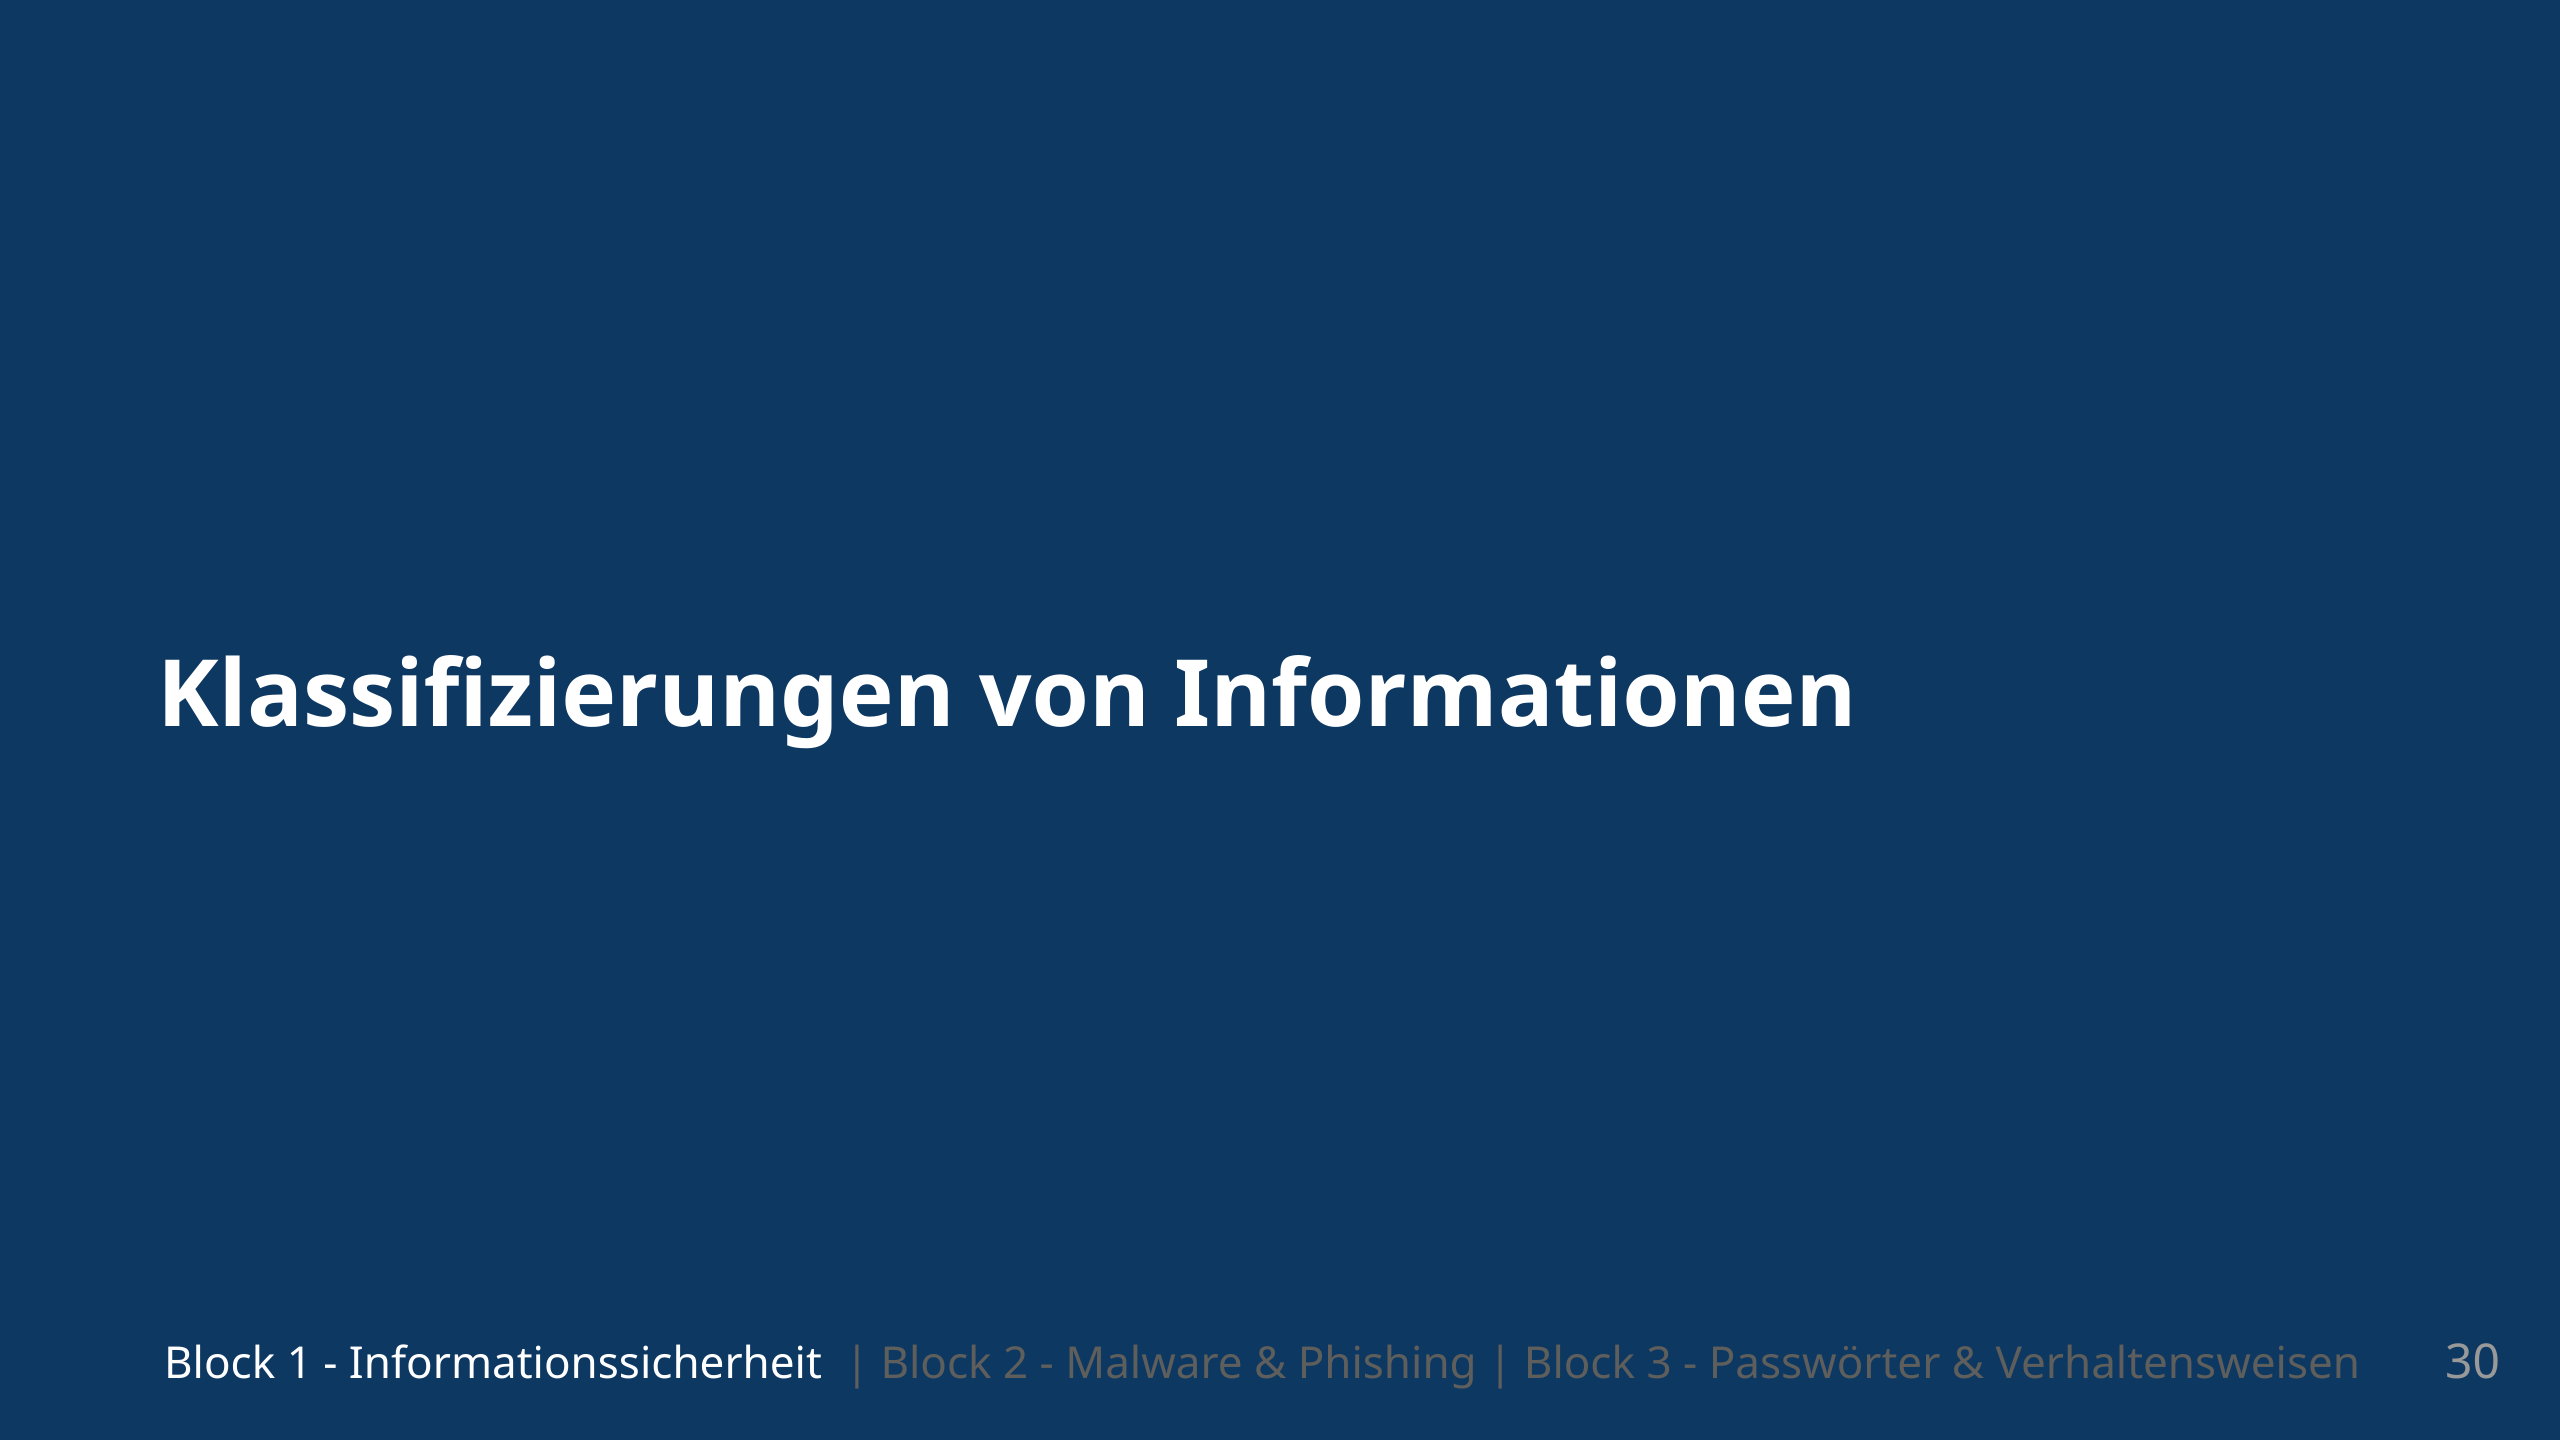 Klassifizierungen von Informationen
Block 1 - Informationssicherheit | Block 2 - Malware & Phishing | Block 3 - Passwörter & Verhaltensweisen 30